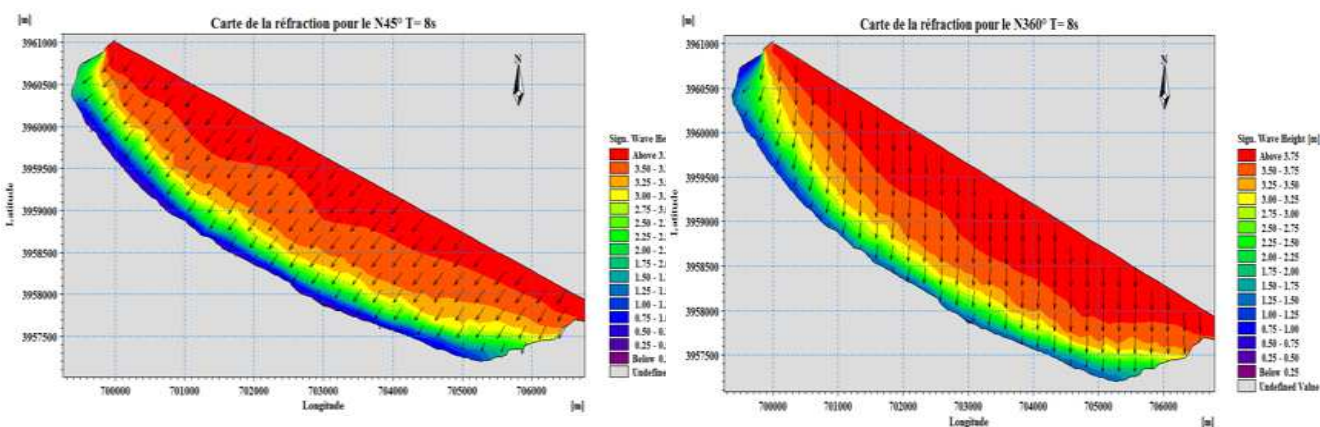 [m]
Carte de la réfraction pour le N45° T= 8s
3961000
3960500
3960000
3959500
3959000
3958500
3958000
3957500
Latitude
N
700000 701000 702000 703000 704000 705000 706000
Longitude
[m]
Sign. Wave He
Above 3.
3.50 - 3.
3.25 - 3.
3.00 - 3.
2.75 - 3.
2.50 - 2.
2.25 - 2.
2.00 - 2.
1.75 - 2.
1.50 - 1.
1.25 - 1.
1.00 - 1.
0.75 - 1.
0.50 - 0.
0.25 - 0.
Below 0.
Undefine
[m]
Carte de la réfraction pour le N360° T= 8s
3961000
3960500
3960000
3959500
3959000
3958500
3958000
3957500
Latitude
N
700000 701000 702000 703000 704000 705000 706000
Longitude
[m]
Sign. Wave Height [m]
Above 3.75
3.50 - 3.75
3.25 - 3.50
3.00 - 3.25
2.75 - 3.00
2.50 - 2.75
2.25 - 2.50
2.00 - 2.25
1.75 - 2.00
1.50 - 1.75
1.25 - 1.50
1.00 - 1.25
0.75 - 1.00
0.50 - 0.75
0.25 - 0.50
Below 0.25
Undefined Value